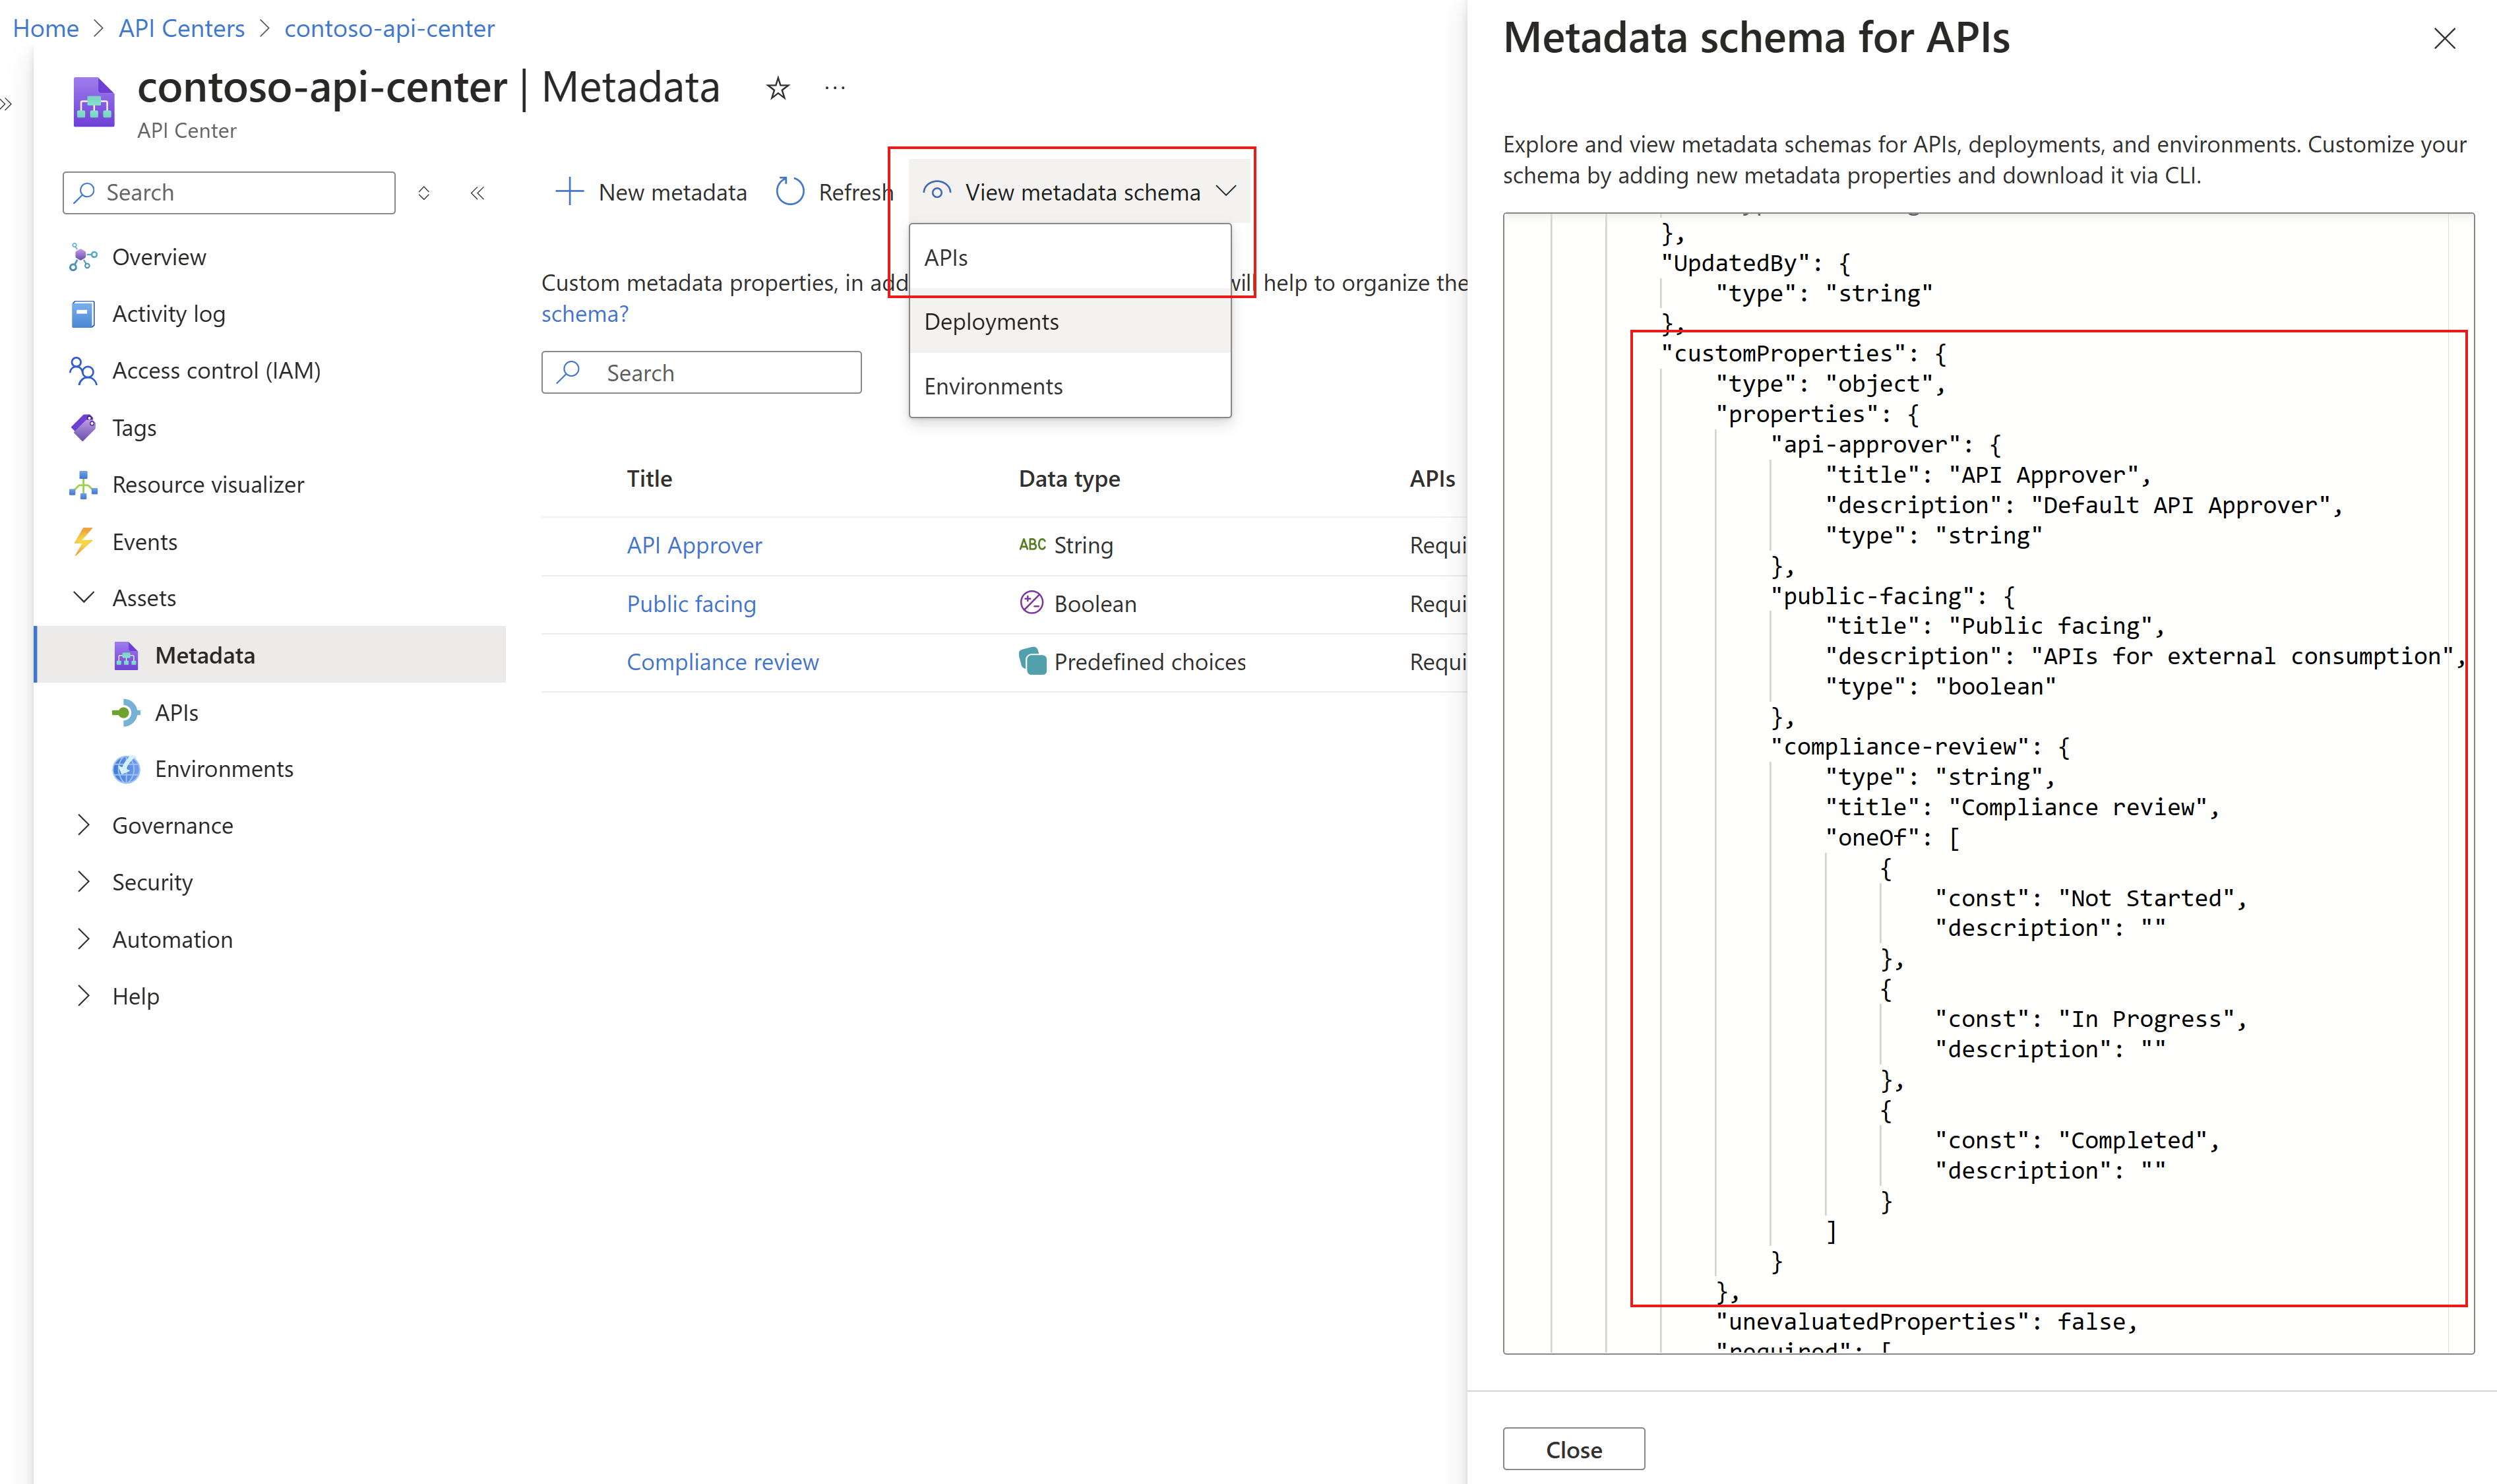 Home > API Centers > contoso-api-center
contoso-api-center | Metadata
API Center
Search
Overview
Activity log
Access control (IAM)
Tags
Resource visualizer
Events
Assets
Metadata
APIs
Environments
Governance
Security
Automation
Help
New metadata
Refresh
View metadata schema
APIs
Deployments
Environments
Custom metadata properties, in add will help to organize the
schema?
Search
Title Data type APIs
API Approver ABC String Requi
Public facing Boolean Requi
Compliance review Predefined choices Requi
Metadata schema for APIs
Explore and view metadata schemas for APIs, deployments, and environments. Customize your
schema by adding new metadata properties and download it via CLI.
},
"UpdatedBy": {
"type": "string"
},
"customProperties": {
"type": "object",
"properties": {
"api-approver": {
"title": "API Approver",
"description": "Default API Approver",
"type": "string"
},
"public-facing": {
"title": "Public facing",
"description": "APIs for external consumption",
"type": "boolean"
},
"compliance-review": {
"type": "string",
"title": "Compliance review",
"oneOf": [
{
"const": "Not Started",
"description": ""
},
{
"const": "In Progress",
"description": ""
},
{
"const": "Completed",
"description": ""
}
]
}
},
"unevaluatedProperties": false,
"required": [
Close